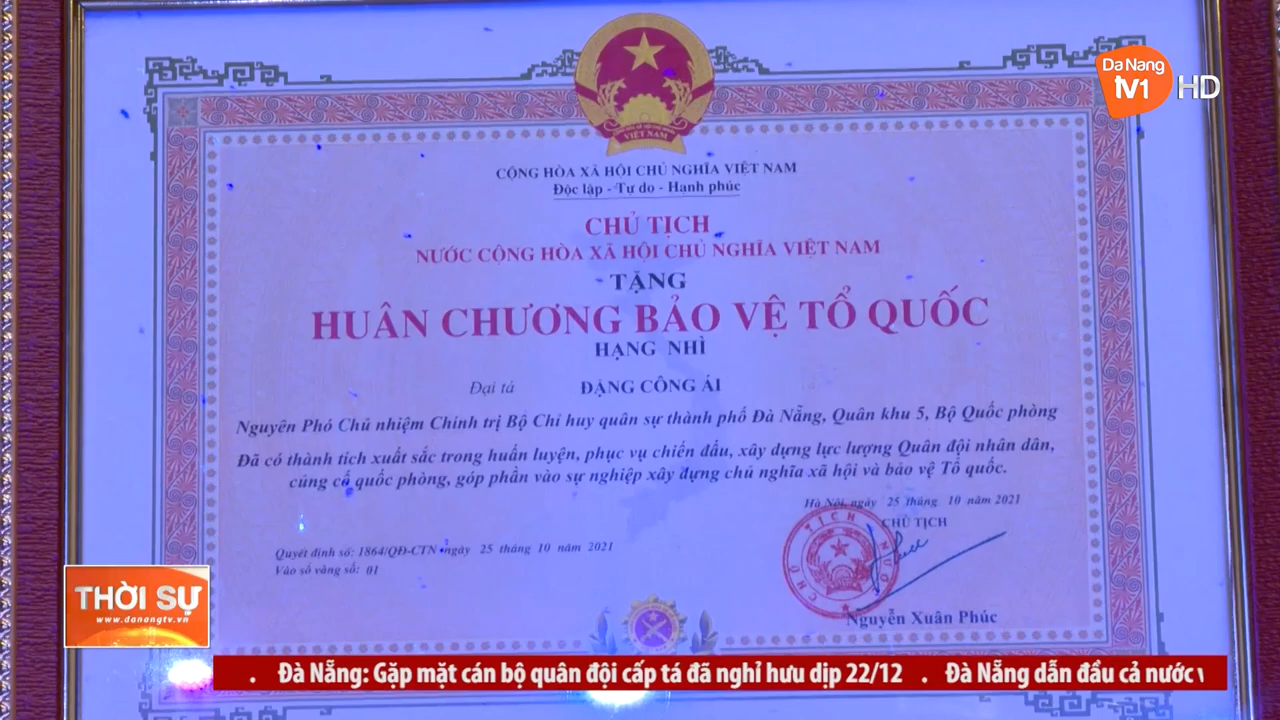 Da Nang
TV1 HD
VIỆT NAM
CỘNG HÒA XÃ HỘI CHỦ NGHĨA VIỆT NAM
Độc lập - Tự do - Hạnh phúc
CHỦ TỊCH
NƯỚC CỘNG HÒA XÃ HỘI CHỦ NGHĨA VIỆT NAM
TẶNG
HUÂN CHƯƠNG BẢO VỆ TỔ QUỐC
HẠNG NHÌ
Đại tá ĐẶNG CÔNG ÁI
Nguyên Phó Chủ nhiệm Chính trị Bộ Chỉ huy quân sự thành phố Đà Nẵng, Quân khu 5, Bộ Quốc phòng
Đã có thành tích xuất sắc trong huấn luyện, phục vụ chiến đấu, xây dựng lực lượng Quân đội nhân dân,
củng cố quốc phòng, góp phần vào sự nghiệp xây dựng chủ nghĩa xã hội và bảo vệ Tổ quốc.
Hà Nội, ngày 25 tháng 10 năm 2021
CHỦ TỊCH
CHỦ TỊCH NƯỚC
Quyết định số: 1864/QĐ-CTN ngày 25 tháng 10 năm 2021
Vào sổ vàng số: 01
Nguyễn Xuân Phúc
THỜI SỰ
www.danangtv.vn
. Đà Nẵng: Gặp mặt cán bộ quân đội cấp tá đã nghỉ hưu dịp 22/12 . Đà Nẵng dẫn đầu cả nước